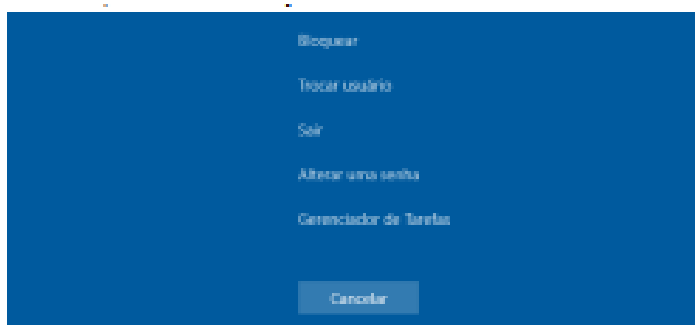 Bloquear
Trocar usuário
Sair
Alterar uma senha
Gerenciador de Tarefas
Cancelar